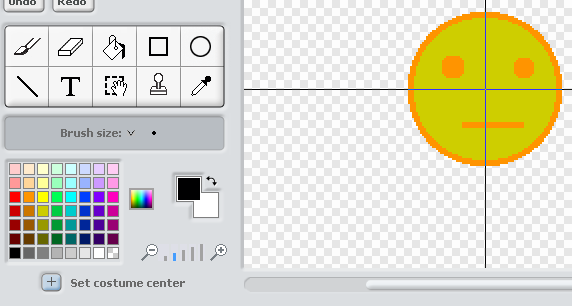 Undo Redo
T
Brush size:
Set costume center